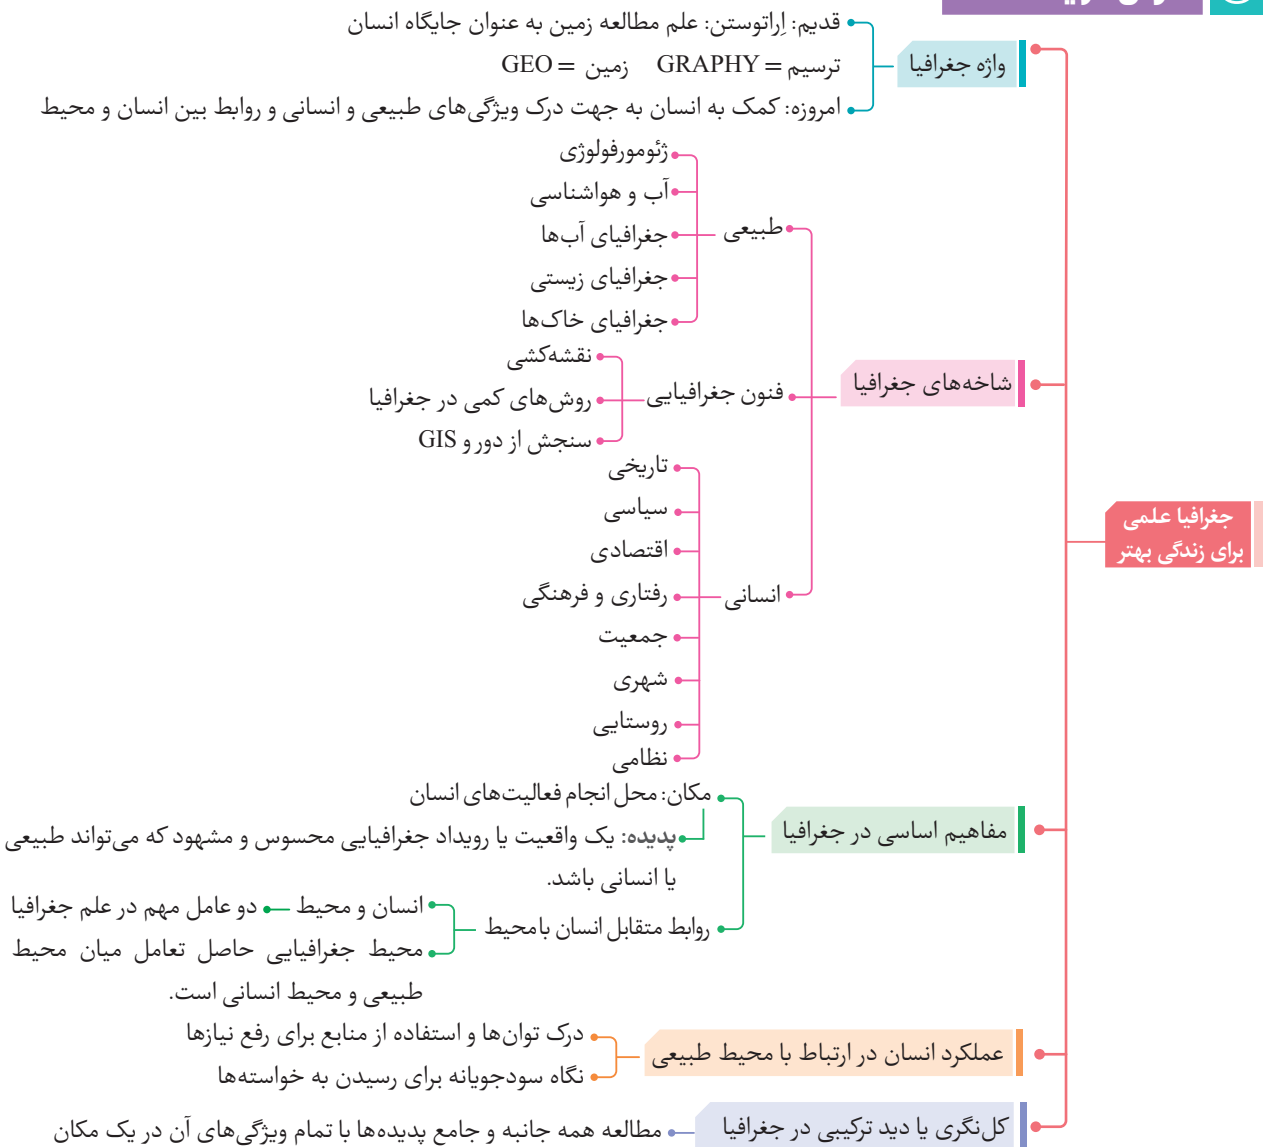 قدیم: اِراتوستن: علم مطالعه زمین به عنوان جایگاه انسان
واژه جغرافیا
ترسیم = GRAPHY زمین = GEO
امروزه: کمک به انسان به جهت درک ویژگی‌های طبیعی و انسانی و روابط بین انسان و محیط
ژئومورفولوژی
آب و هواشناسی
طبیعی
جغرافیای آب‌ها
جغرافیای زیستی
جغرافیای خاک‌ها
نقشه‌کشی
شاخه‌های جغرافیا
فنون جغرافیایی
روش‌های کمی در جغرافیا
سنجش از دور و GIS
تاریخی
سیاسی
جغرافیا علمی
برای زندگی بهتر
اقتصادی
انسانی
رفتاری و فرهنگی
جمعیت
شهری
روستایی
نظامی
مکان: محل انجام فعالیت‌های انسان
مفاهیم اساسی در جغرافیا
پدیده: یک واقعیت یا رویداد جغرافیایی محسوس و مشهود که می‌تواند طبیعی
یا انسانی باشد.
روابط متقابل انسان بامحیط
انسان و محیط
دو عامل مهم در علم جغرافیا
محیط جغرافیایی حاصل تعامل میان محیط
طبیعی و محیط انسانی است.
عملکرد انسان در ارتباط با محیط طبیعی
درک توان‌ها و استفاده از منابع برای رفع نیازها
نگاه سودجویانه برای رسیدن به خواسته‌ها
کل‌نگری یا دید ترکیبی در جغرافیا
مطالعه همه جانبه و جامع پدیده‌ها با تمام ویژگی‌های آن در یک مکان